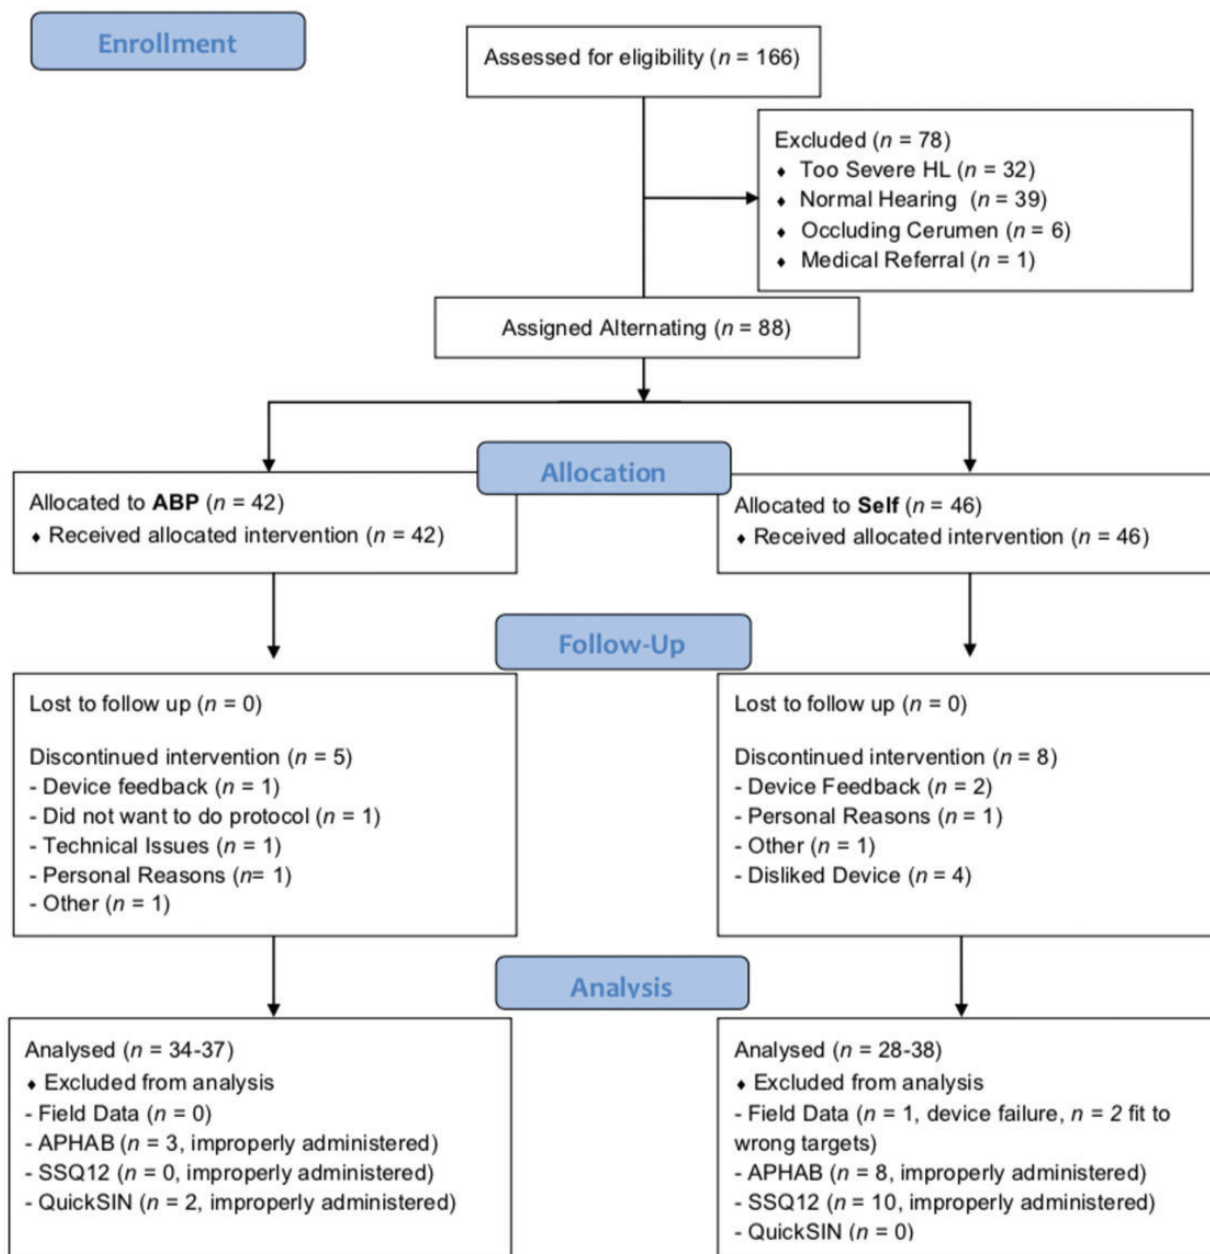 Enrollment
Assessed for eligibility (n = 166)
Excluded (n = 78)
♦ Too Severe HL (n = 32)
♦ Normal Hearing (n = 39)
♦ Occluding Cerumen (n = 6)
♦ Medical Referral (n = 1)
Assigned Alternating (n = 88)
Allocation
Allocated to ABP (n = 42)
♦ Received allocated intervention (n = 42)
Allocated to Self (n = 46)
♦ Received allocated intervention (n = 46)
Follow-Up
Lost to follow up (n = 0)
Discontinued intervention (n = 5)
- Device feedback (n = 1)
- Did not want to do protocol (n = 1)
- Technical Issues (n = 1)
- Personal Reasons (n= 1)
- Other (n = 1)
Lost to follow up (n = 0)
Discontinued intervention (n = 8)
- Device Feedback (n = 2)
- Personal Reasons (n = 1)
- Other (n = 1)
- Disliked Device (n = 4)
Analysis
Analysed (n = 34-37)
♦ Excluded from analysis
- Field Data (n = 0)
- APHAB (n = 3, improperly administered)
- SSQ12 (n = 0, improperly administered)
- QuickSIN (n = 2, improperly administered)
Analysed (n = 28-38)
♦ Excluded from analysis
- Field Data (n = 1, device failure, n = 2 fit to
wrong targets)
- APHAB (n = 8, improperly administered)
- SSQ12 (n = 10, improperly administered)
- QuickSIN (n = 0)